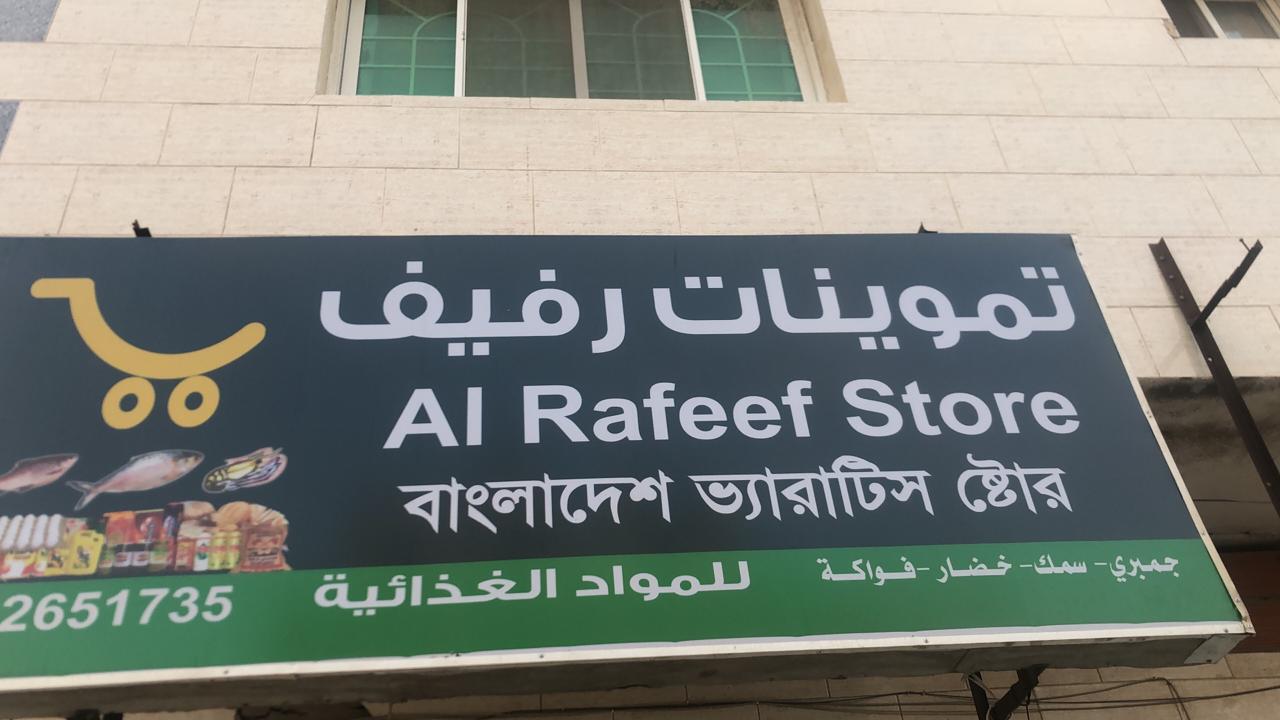 تموينات رفيف
Al Rafeef Store
বাংলাদেশ ভ্যারাটিস ষ্টোর
جمبري- سمك- خضار -فواكة
للمواد الغذائية
2651735